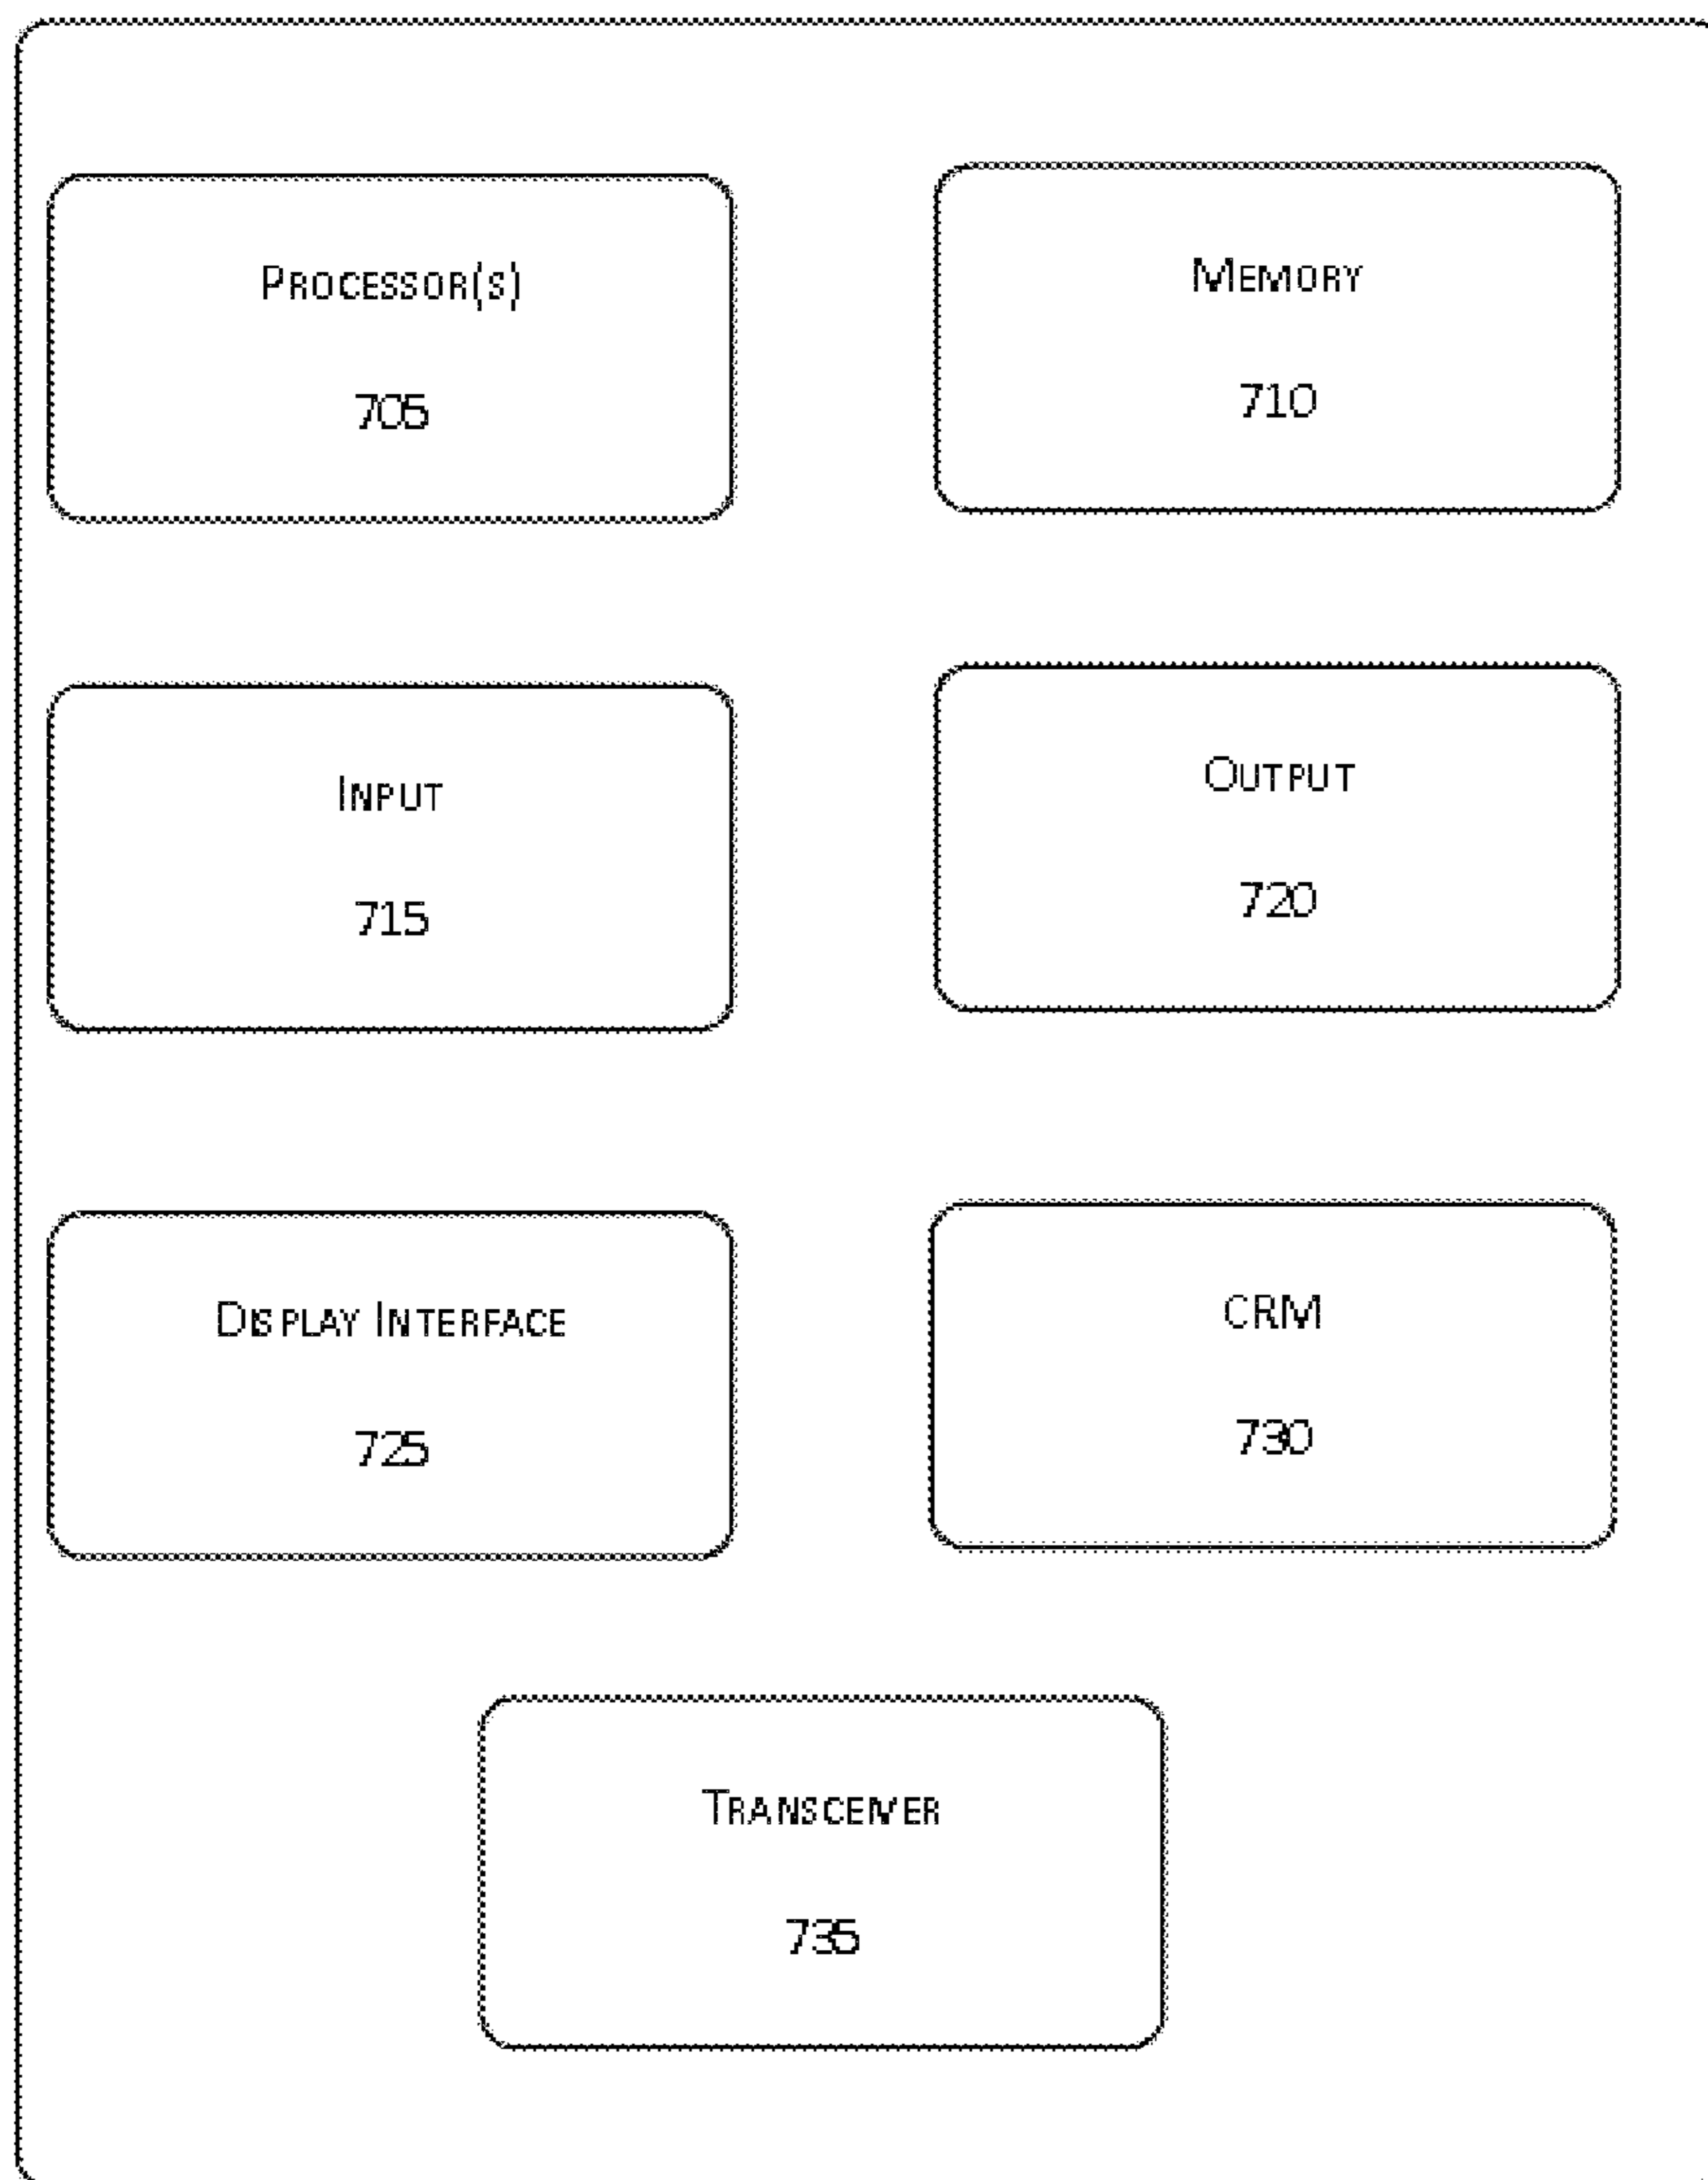 Processor(s)
705
Memory
710
Input
715
Output
720
Display Interface
725
CRM
730
Transceiver
735